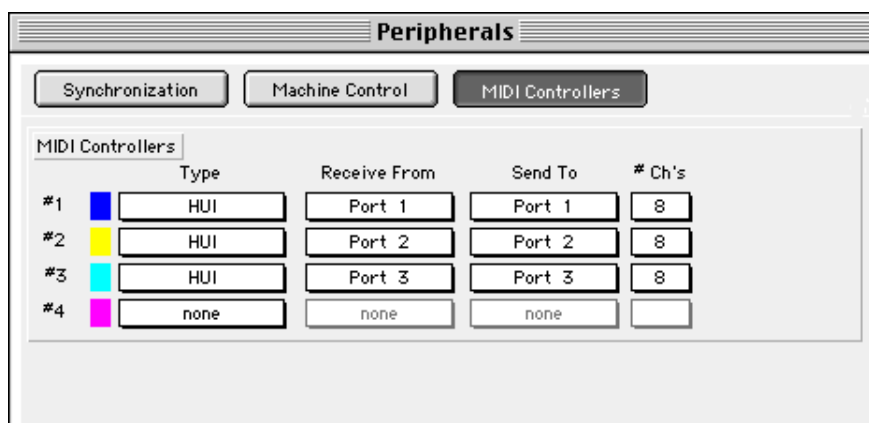 Peripherals
Synchronization Machine Control MIDI Controllers
MIDI Controllers
Type Receive From Send To # Ch's
#1 HUI Port 1 Port 1 8
#2 HUI Port 2 Port 2 8
#3 HUI Port 3 Port 3 8
#4 none none none